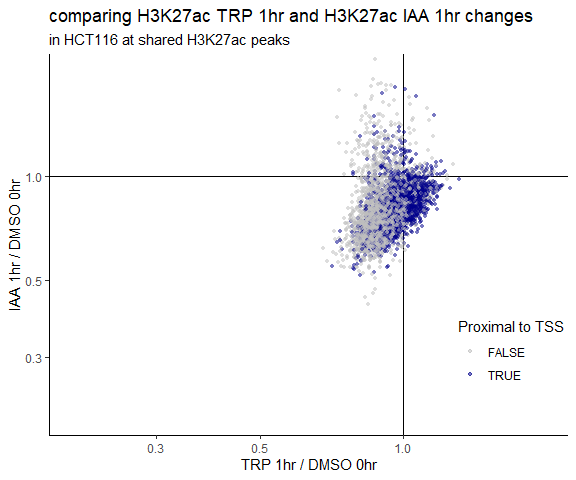 comparing H3K27ac TRP 1hr and H3K27ac IAA 1hr changes
in HCT116 at shared H3K27ac peaks
IAA 1hr / DMSO 0hr
1.0
0.5
0.3
Proximal to TSS
FALSE
TRUE
0.3 0.5 1.0
TRP 1hr / DMSO 0hr